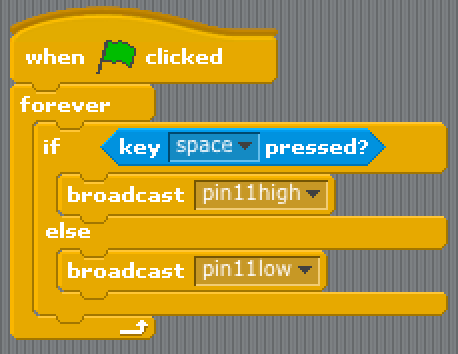 when clicked
forever
if key space pressed?
broadcast pin11high
else
broadcast pin11low